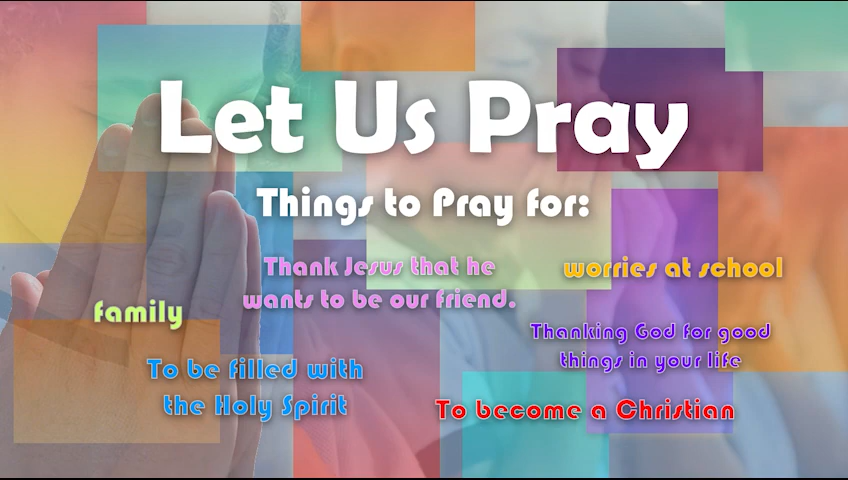 Let Us Pray
Things to Pray for:
Thank Jesus that he
wants to be our friend.
worries at school
family
Thanking God for good
things in your life
To be filled with
the Holy Spirit
To become a Christian